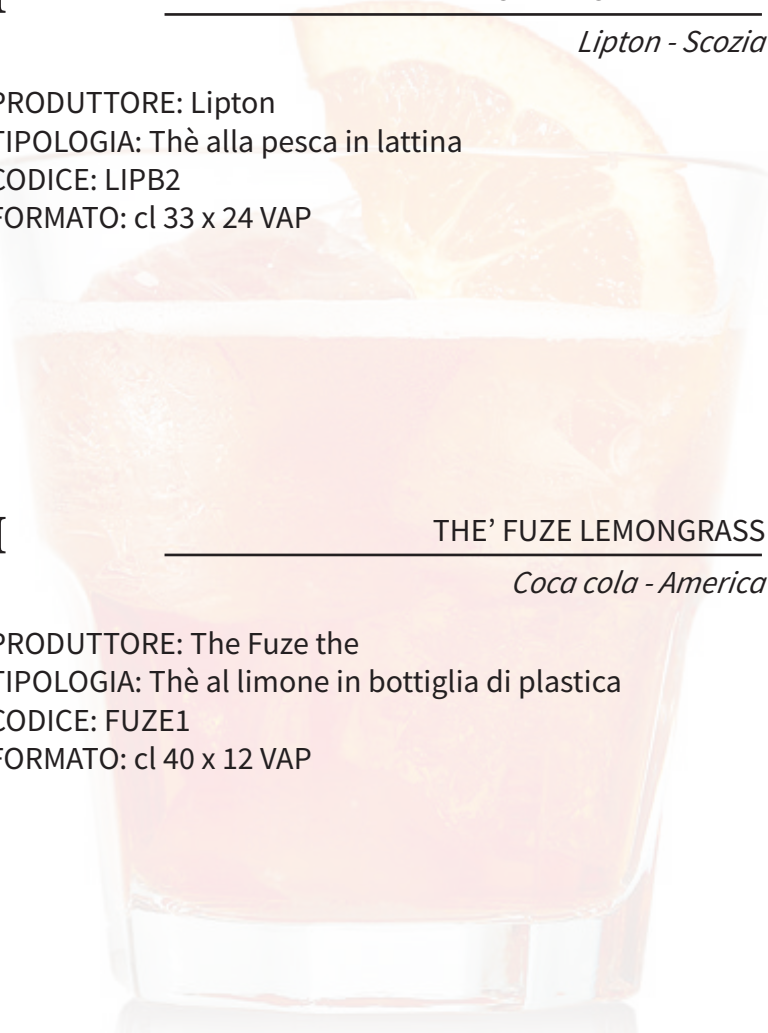 Lipton - Scozia
PRODUTTORE: Lipton
TIPOLOGIA: Thè alla pesca in lattina
CODICE: LIPB2
FORMATO: cl 33 x 24 VAP
THE’ FUZE LEMONGRASS
Coca cola - America
PRODUTTORE: The Fuze the
TIPOLOGIA: Thè al limone in bottiglia di plastica
CODICE: FUZE1
FORMATO: cl 40 x 12 VAP